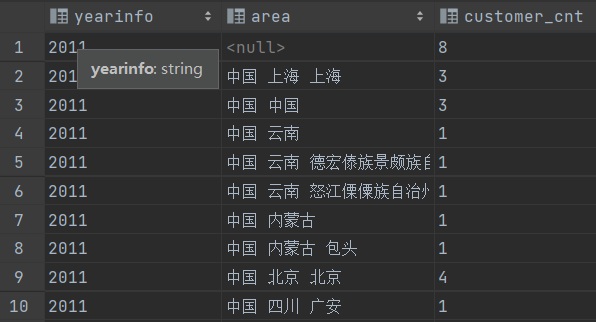 yearinfo area customer_cnt
1 2011 <null> 8
2 201 中国 上海 上海 3
yearinfo: string
3 2011 中国 中国 3
4 2011 中国 云南 1
5 2011 中国 云南 德宏傣族景颇族自 1
6 2011 中国 云南 怒江傈僳族自治州 1
7 2011 中国 内蒙古 1
8 2011 中国 内蒙古 包头 1
9 2011 中国 北京 北京 4
10 2011 中国 四川 广安 1